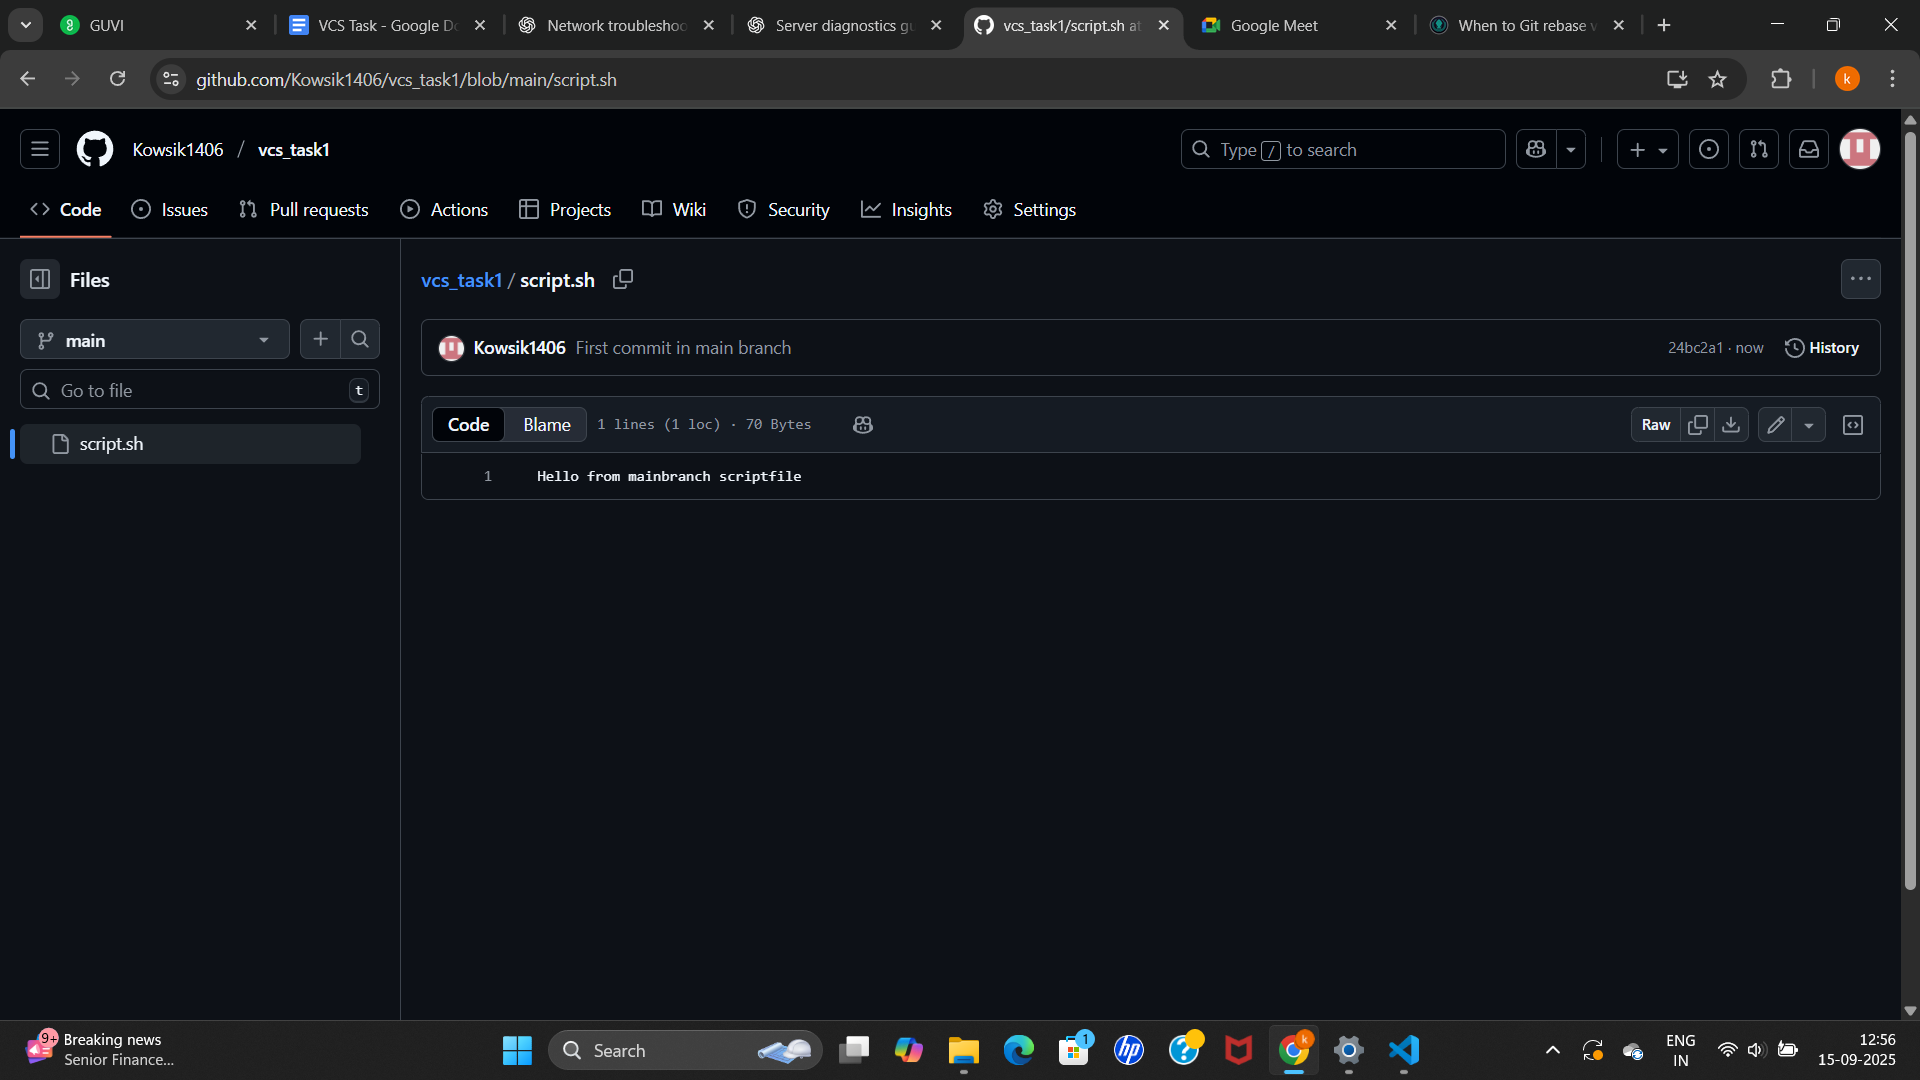 GUVI
VCS Task - Google Do
Network troubleshoo
Server diagnostics gu
vcs_task1/script.sh at
Google Meet
When to Git rebase v
github.com/Kowsik1406/vcs_task1/blob/main/script.sh
k
Kowsik1406 / vcs_task1
Type / to search
Code
Issues
Pull requests
Actions
Projects
Wiki
Security
Insights
Settings
Files
main
Go to file
t
script.sh
vcs_task1 / script.sh
Kowsik1406 First commit in main branch
24bc2a1 · now
History
Code
Blame
1 lines (1 loc) · 70 Bytes
Raw
1 Hello from mainbranch scriptfile
9+
Breaking news
Senior Finance...
Search
1
hp
?
k
ENG
IN
12:56
15-09-2025